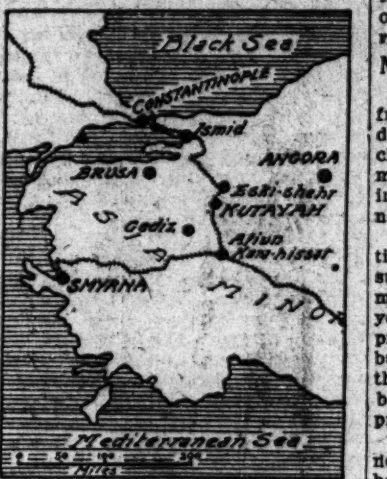 Black Sea
CONSTANTINOPLE
Ismid
ANGORA
BRUSA
Eski-shehr
KUTAYAH
Gediz
Afiun
Kara-hissar
ASIA MINOR
SMYRNA
Mediterranean Sea
0 50 100 200
Miles